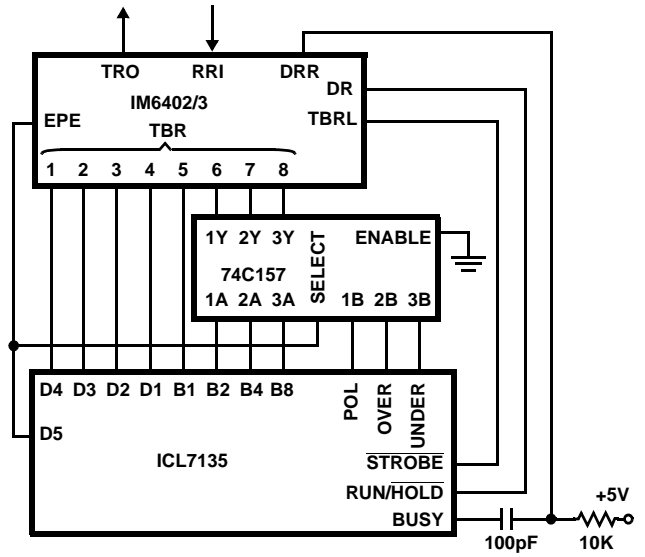 TRO RRI DRR
DR
IM6402/3
EPE TBRL
TBR
1 2 3 4 5 6 7 8
1Y 2Y 3Y SELECT ENABLE
74C157
1A 2A 3A 1B 2B 3B
D4 D3 D2 D1 B1 B2 B4 B8 POL OVER UNDER
D5
ICL7135
STROBE
RUN/HOLD
BUSY
+5V
100pF 10K